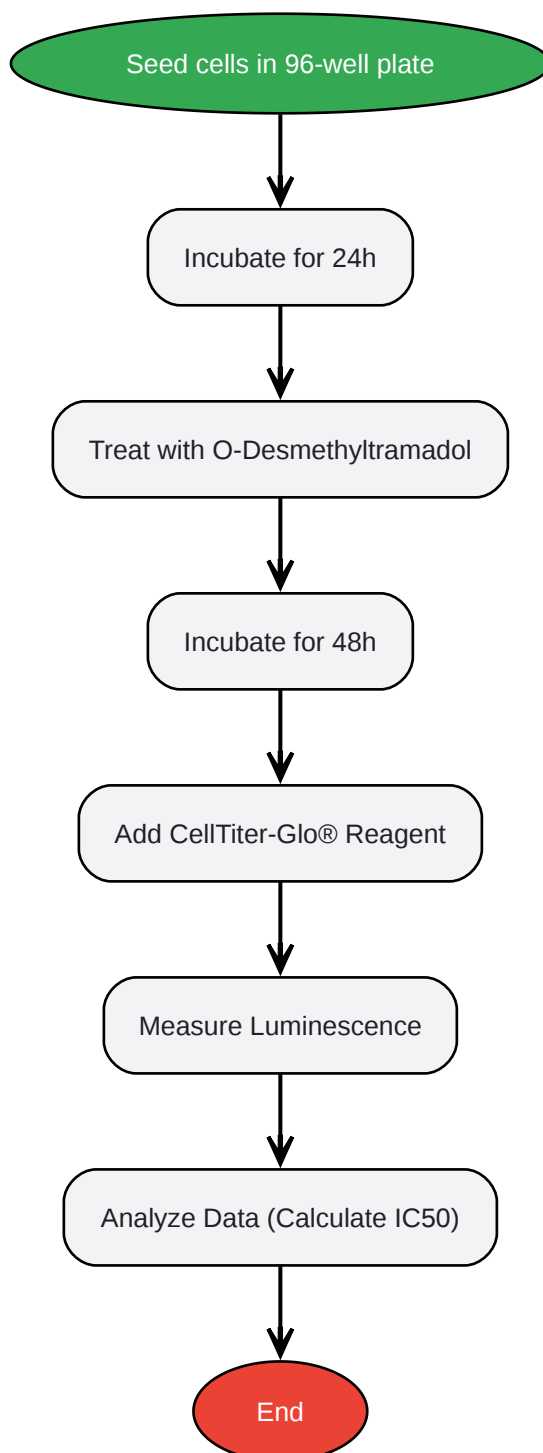 Seed cells in 96-well plate
Incubate for 24h
Treat with O-Desmethyltramadol
Incubate for 48h
Add CellTiter-Glo® Reagent
Measure Luminescence
Analyze Data (Calculate IC50)
End